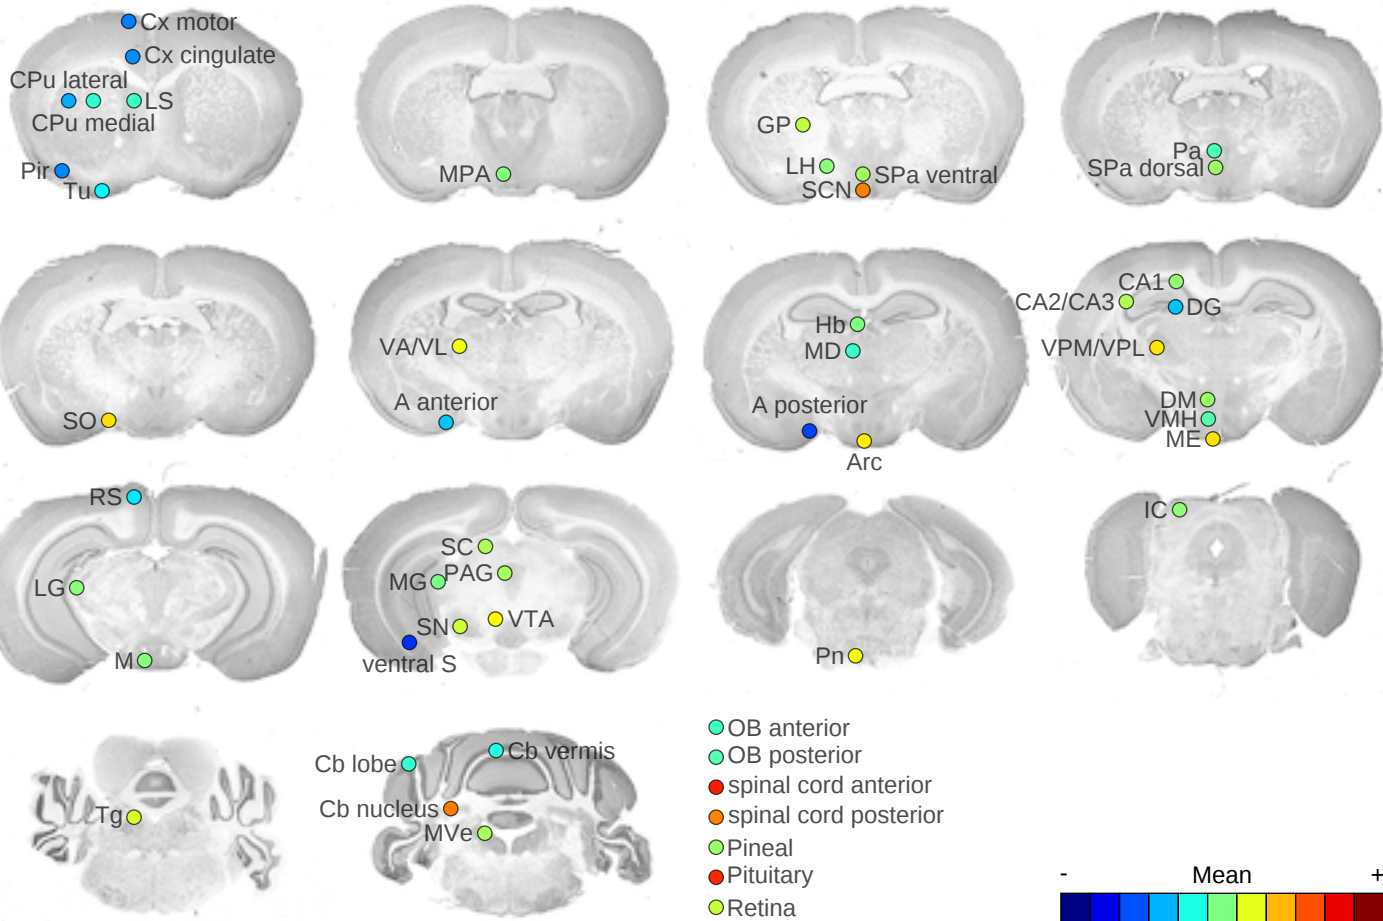 Cx motor
Cx cingulate
CPu lateral
LS
CPu medial
Pir
Tu
MPA
GP
LH
SPa ventral
SCN
Pa
SPa dorsal
SO
VA/VL
A anterior
Hb
MD
A posterior
Arc
CA1
CA2/CA3
DG
VPM/VPL
DM
VMH
ME
RS
LG
M
SC
PAG
MG
SN
VTA
ventral S
Pn
IC
Tg
Cb lobe
Cb vermis
Cb nucleus
MVe
OB anterior
OB posterior
spinal cord anterior
spinal cord posterior
Pineal
Pituitary
Retina
- Mean +